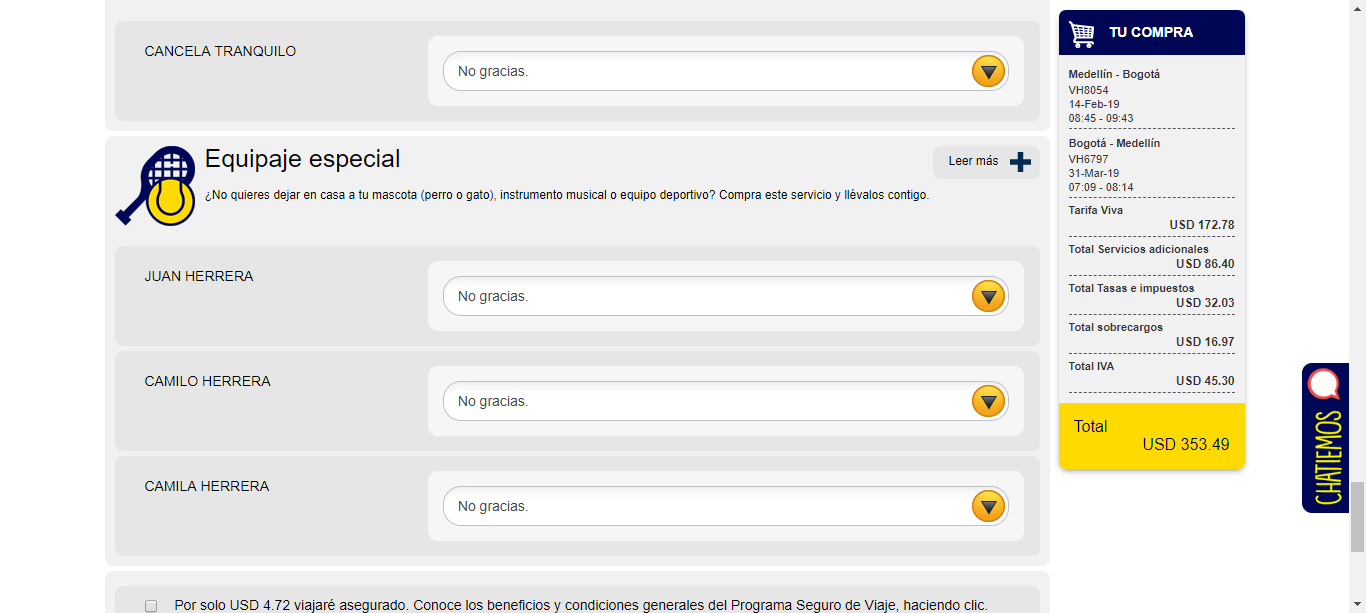 CANCELA TRANQUILO
No gracias.
Equipaje especial
Leer más
¿No quieres dejar en casa a tu mascota (perro o gato), instrumento musical o equipo deportivo? Compra este servicio y llévalos contigo.
JUAN HERRERA
No gracias.
CAMILO HERRERA
No gracias.
CAMILA HERRERA
No gracias.
Por solo USD 4.72 viajaré asegurado. Conoce los beneficios y condiciones generales del Programa Seguro de Viaje, haciendo clic.
TU COMPRA
Medellín - Bogotá
VH8054
14-Feb-19
08:45 - 09:43
Bogotá - Medellín
VH6797
31-Mar-19
07:09 - 08:14
Tarifa Viva
USD 172.78
Total Servicios adicionales
USD 86.40
Total Tasas e impuestos
USD 32.03
Total sobrecargos
USD 16.97
Total IVA
USD 45.30
Total
USD 353.49
CHATIEMOS